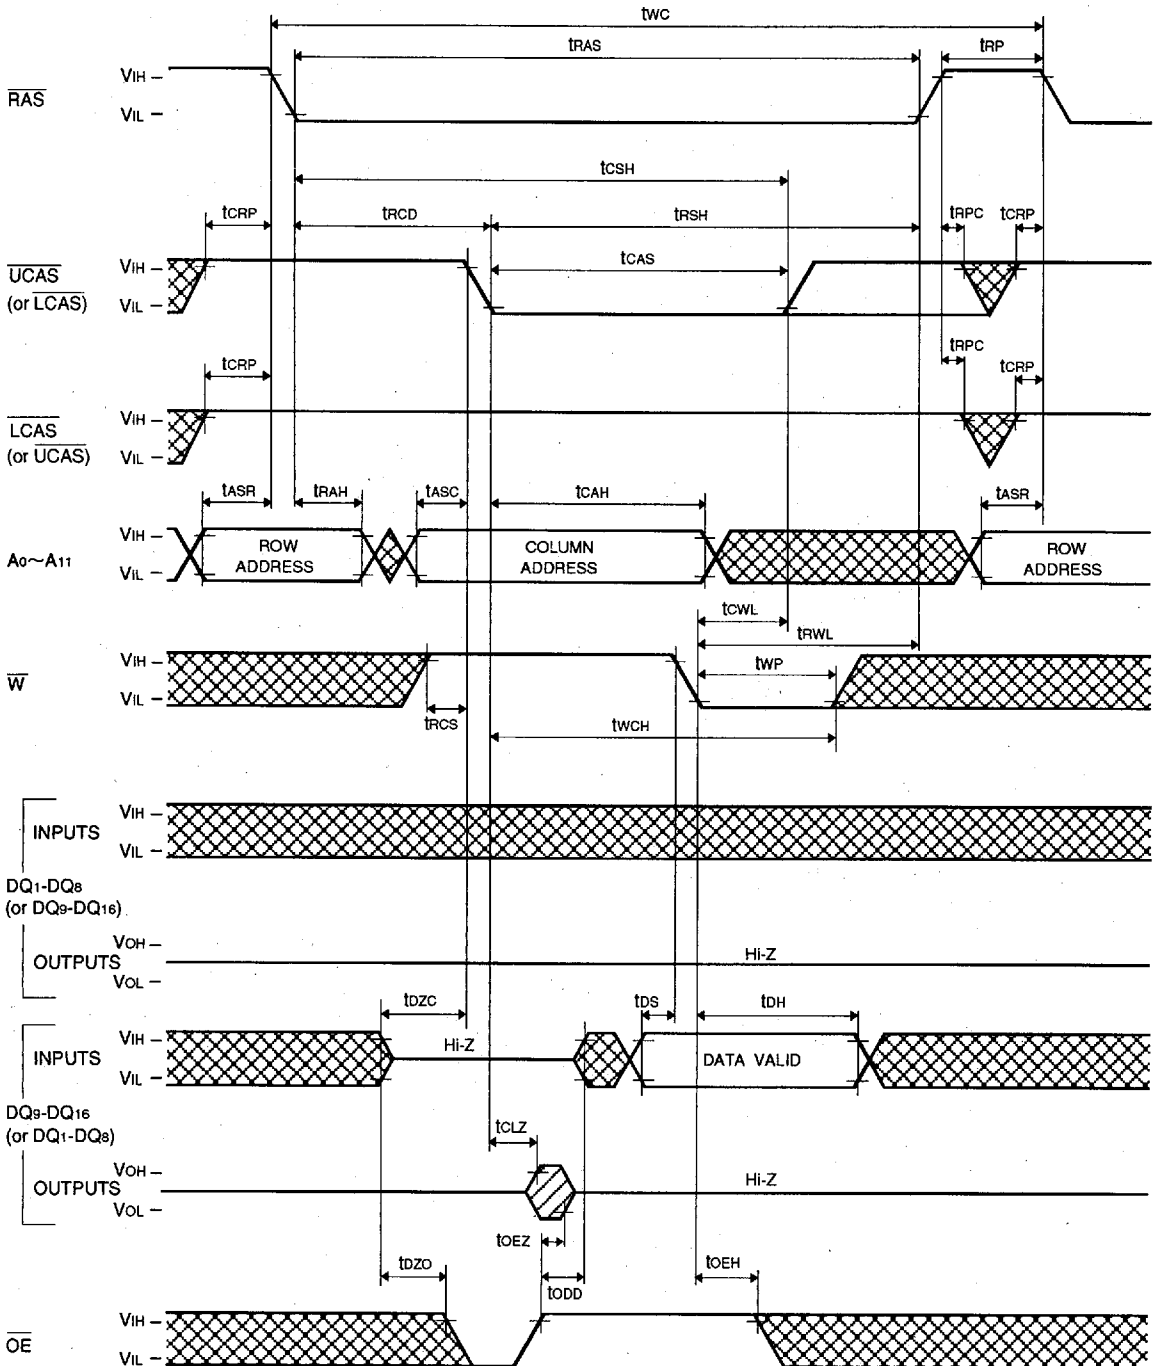 tWC
tRAS
tRP
RAS
VIH
VIL
tCSH
tCRP
tRCD
tRSH
tRPC
tCRP
UCAS
(or LCAS)
VIH
VIL
tCAS
tCRP
tRPC
tCRP
LCAS
(or UCAS)
VIH
VIL
tASR
tRAH
tASC
tCAH
tASR
A0~A11
VIH
VIL
ROW
ADDRESS
COLUMN
ADDRESS
ROW
ADDRESS
tCWL
tRWL
W
VIH
VIL
tWP
tRCS
tWCH
DQ1-DQ8
(or DQ9-DQ16)
INPUTS
VIH
VIL
OUTPUTS
VOH
VOL
Hi-Z
tDZC
tDS
tDH
DQ9-DQ16
(or DQ1-DQ8)
INPUTS
VIH
VIL
Hi-Z
DATA VALID
tCLZ
OUTPUTS
VOH
VOL
Hi-Z
tOEZ
tDZO
tODD
tOEH
OE
VIH
VIL